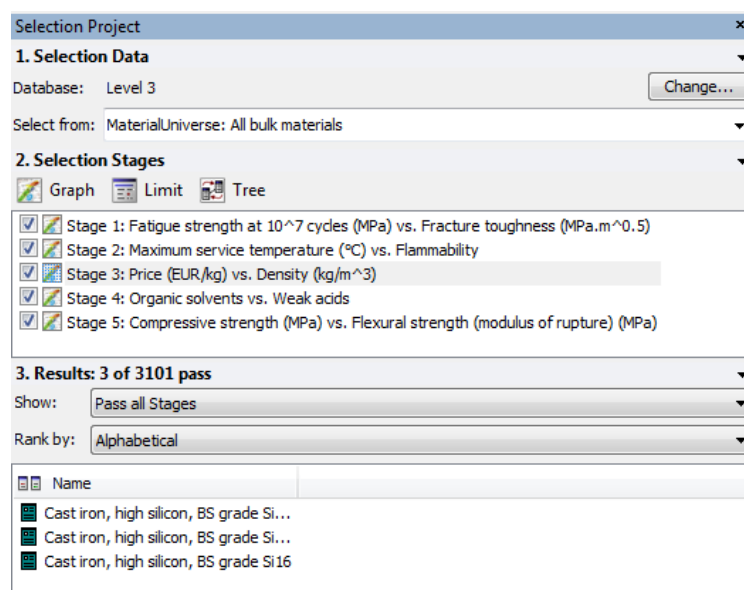 Selection Project x
1. Selection Data
Database: Level 3 Change...
Select from: MaterialUniverse: All bulk materials
2. Selection Stages
Graph Limit Tree
Stage 1: Fatigue strength at 10^7 cycles (MPa) vs. Fracture toughness (MPa.m^0.5)
Stage 2: Maximum service temperature (°C) vs. Flammability
Stage 3: Price (EUR/kg) vs. Density (kg/m^3)
Stage 4: Organic solvents vs. Weak acids
Stage 5: Compressive strength (MPa) vs. Flexural strength (modulus of rupture) (MPa)
3. Results: 3 of 3101 pass
Show: Pass all Stages
Rank by: Alphabetical
Name
Cast iron, high silicon, BS grade Si...
Cast iron, high silicon, BS grade Si...
Cast iron, high silicon, BS grade Si16